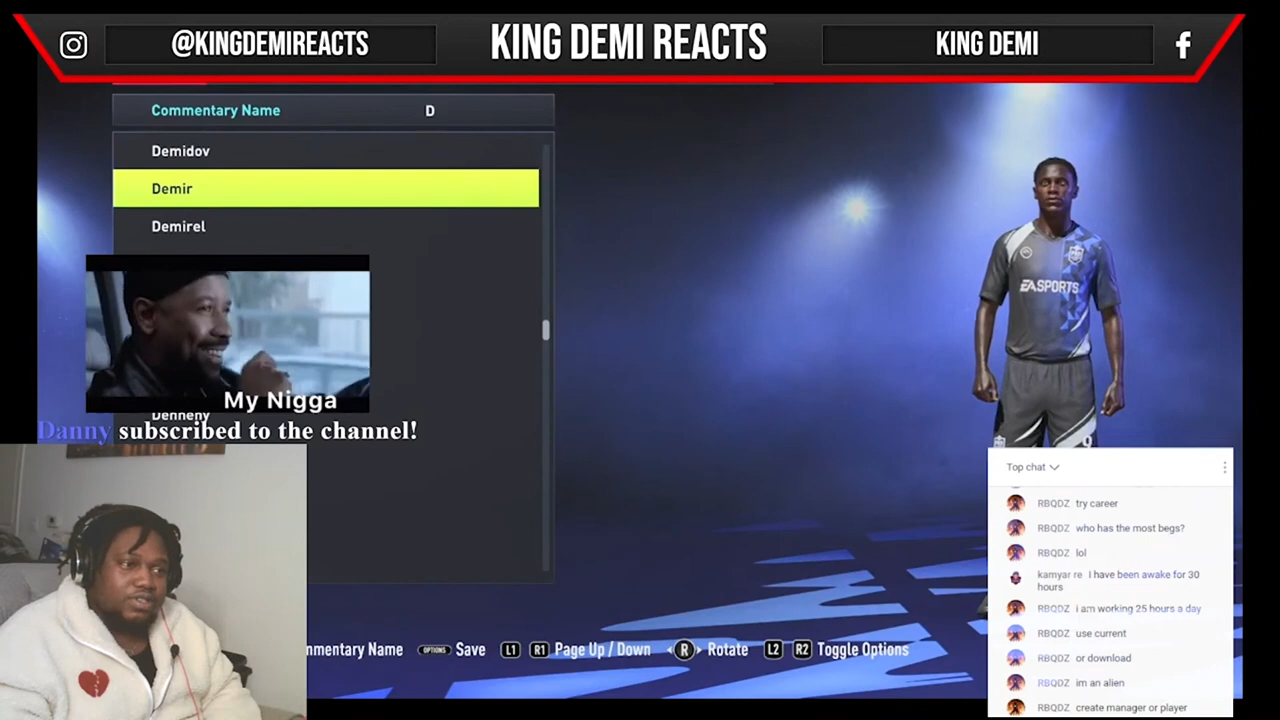 @KINGDEMIREACTS
KING DEMI REACTS
KING DEMI
Commentary Name D
Demidov
Demir
Demirel
EA SPORTS
My Nigga
Denneny
Danny subscribed to the channel!
Top chat
RBQDZ try career
RBQDZ who has the most begs?
RBQDZ lol
kamyar re I have been awake for 30
hours
RBQDZ i am working 25 hours a day
RBQDZ use current
RBQDZ or download
RBQDZ im an alien
RBQDZ create manager or player
mmentary Name OPTIONS Save L1 R1 Page Up / Down R Rotate L2 R2 Toggle Options